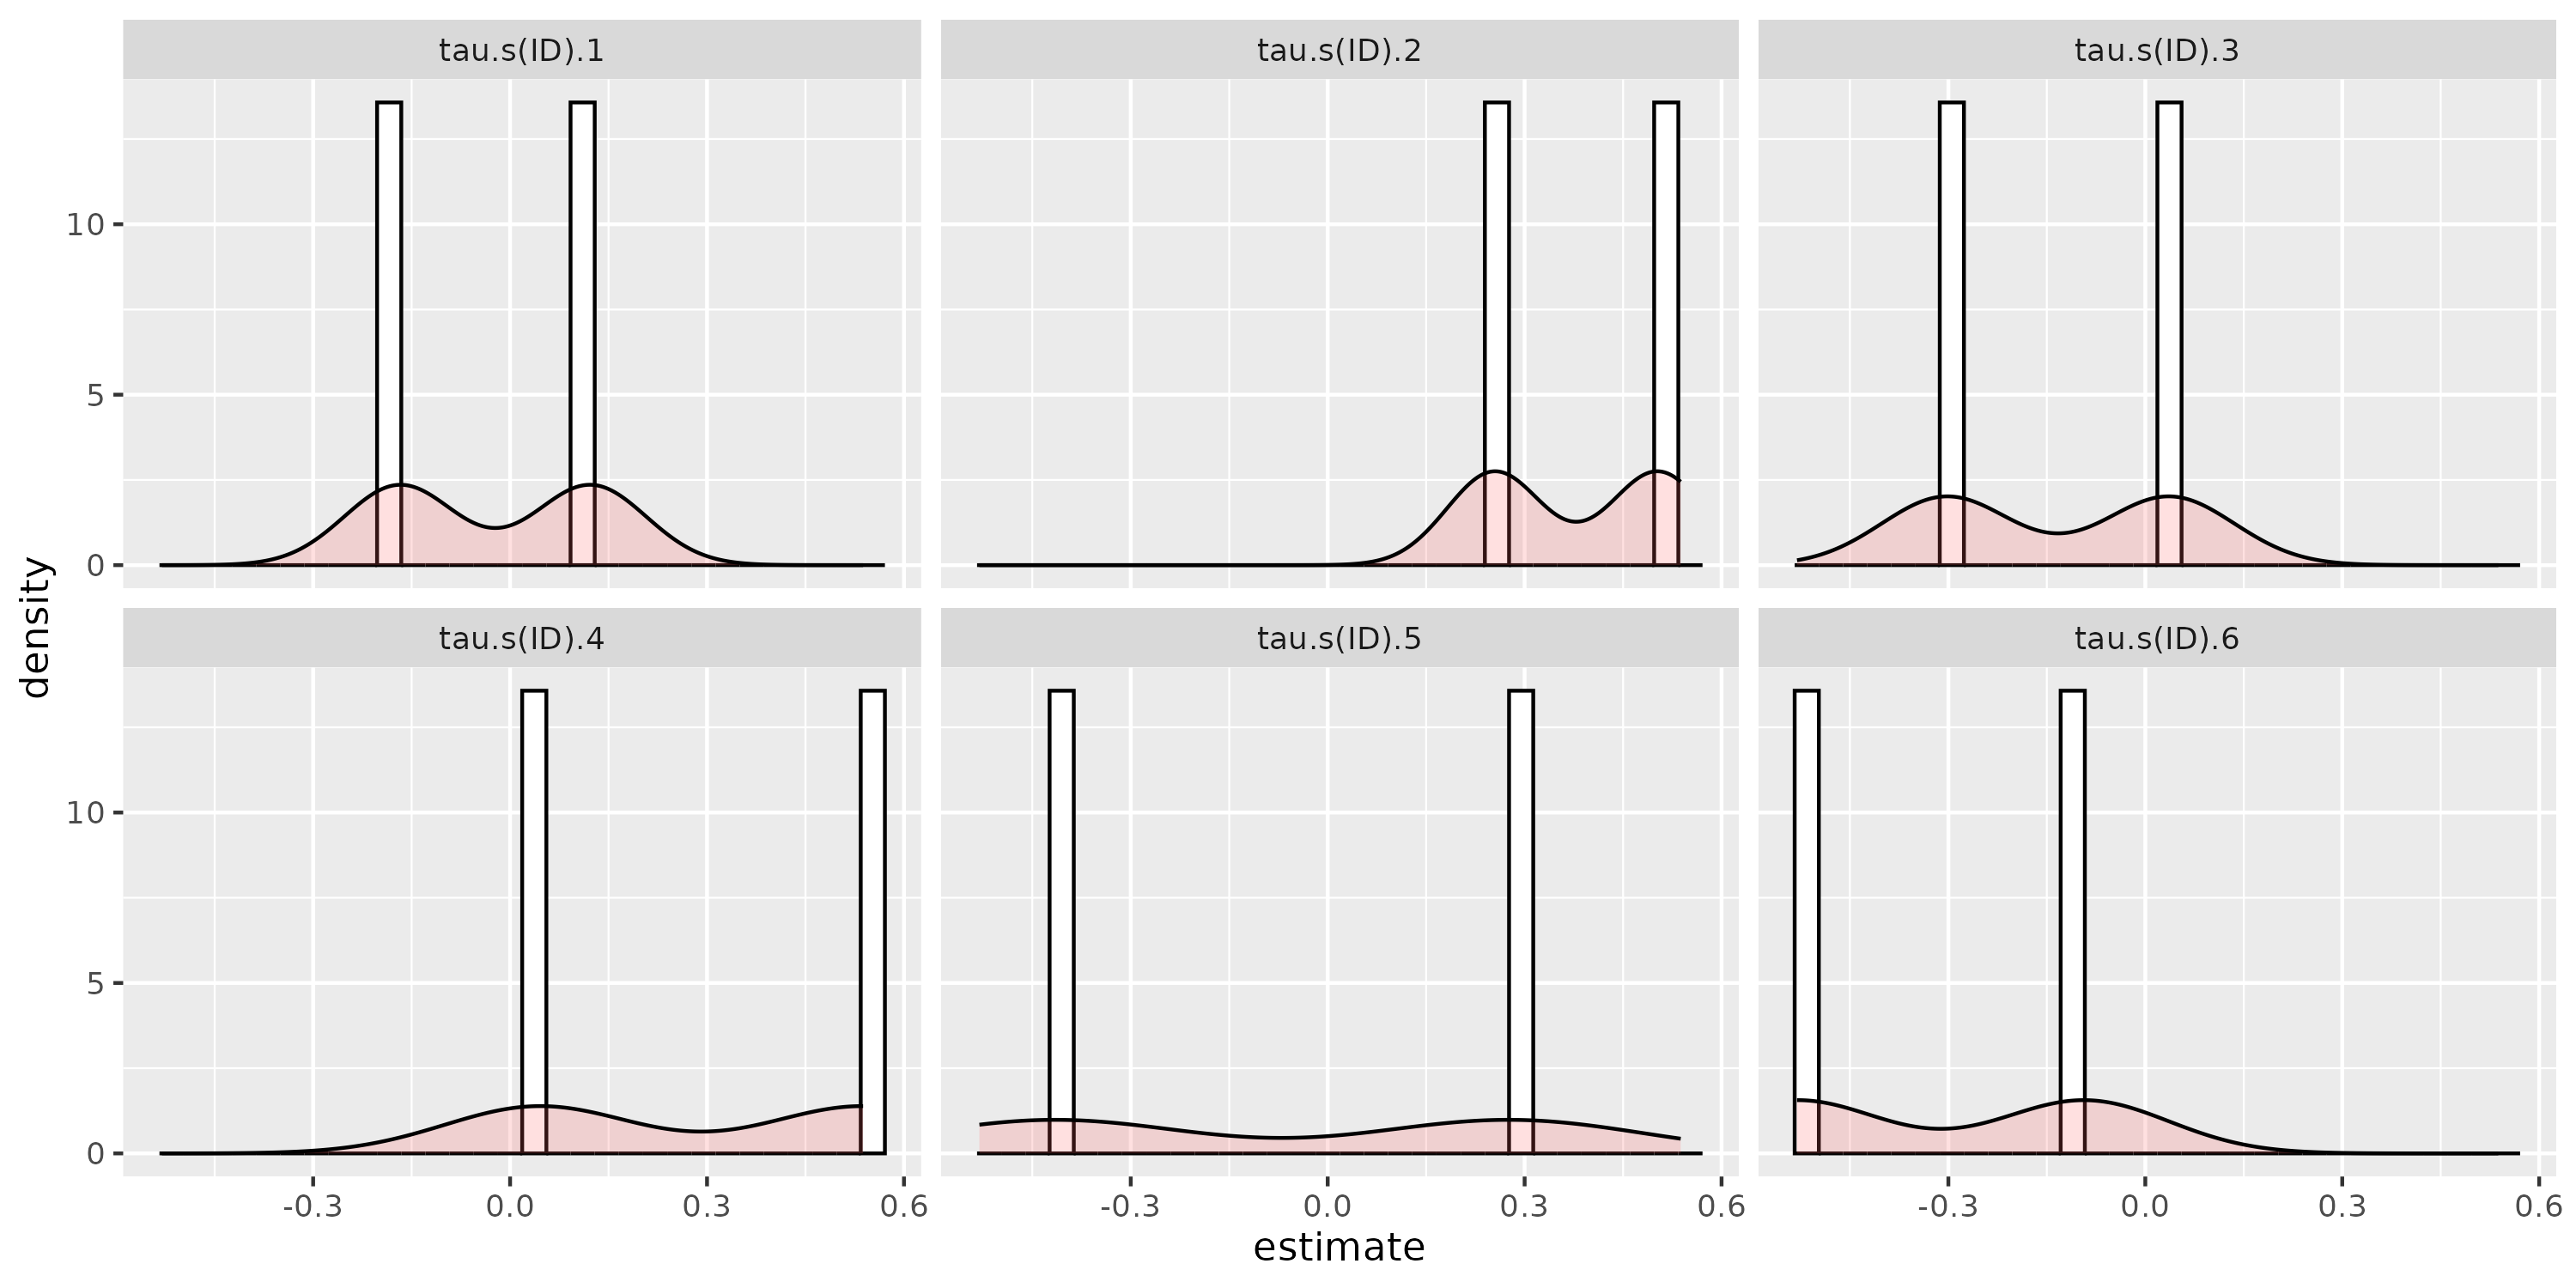 tau.s(ID).1 tau.s(ID).2 tau.s(ID).3
10
5
0
density
tau.s(ID).4 tau.s(ID).5 tau.s(ID).6
10
5
0
-0.3 0.0 0.3 0.6 -0.3 0.0 0.3 0.6 -0.3 0.0 0.3 0.6
estimate